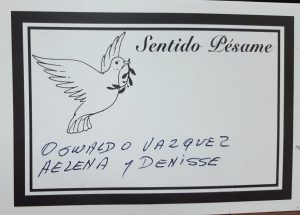 Sentido Pésame
OSWALDO VAZQUEZ
AELENA y DENISSE